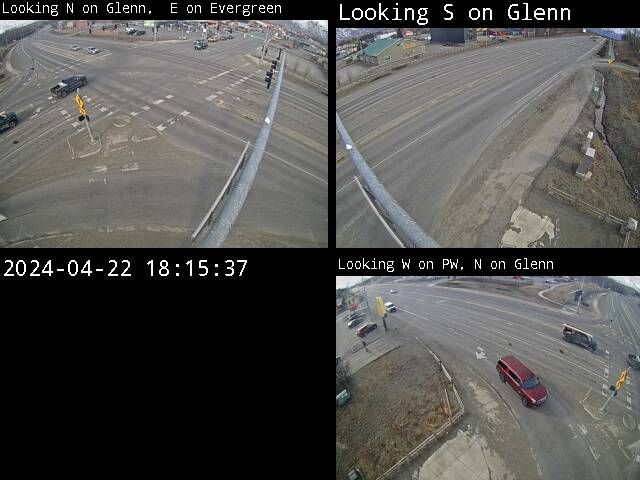 Looking N on Glenn,  E on Evergreen
Looking S on Glenn
2024-04-22 18:15:37
Looking W on PW, N on Glenn